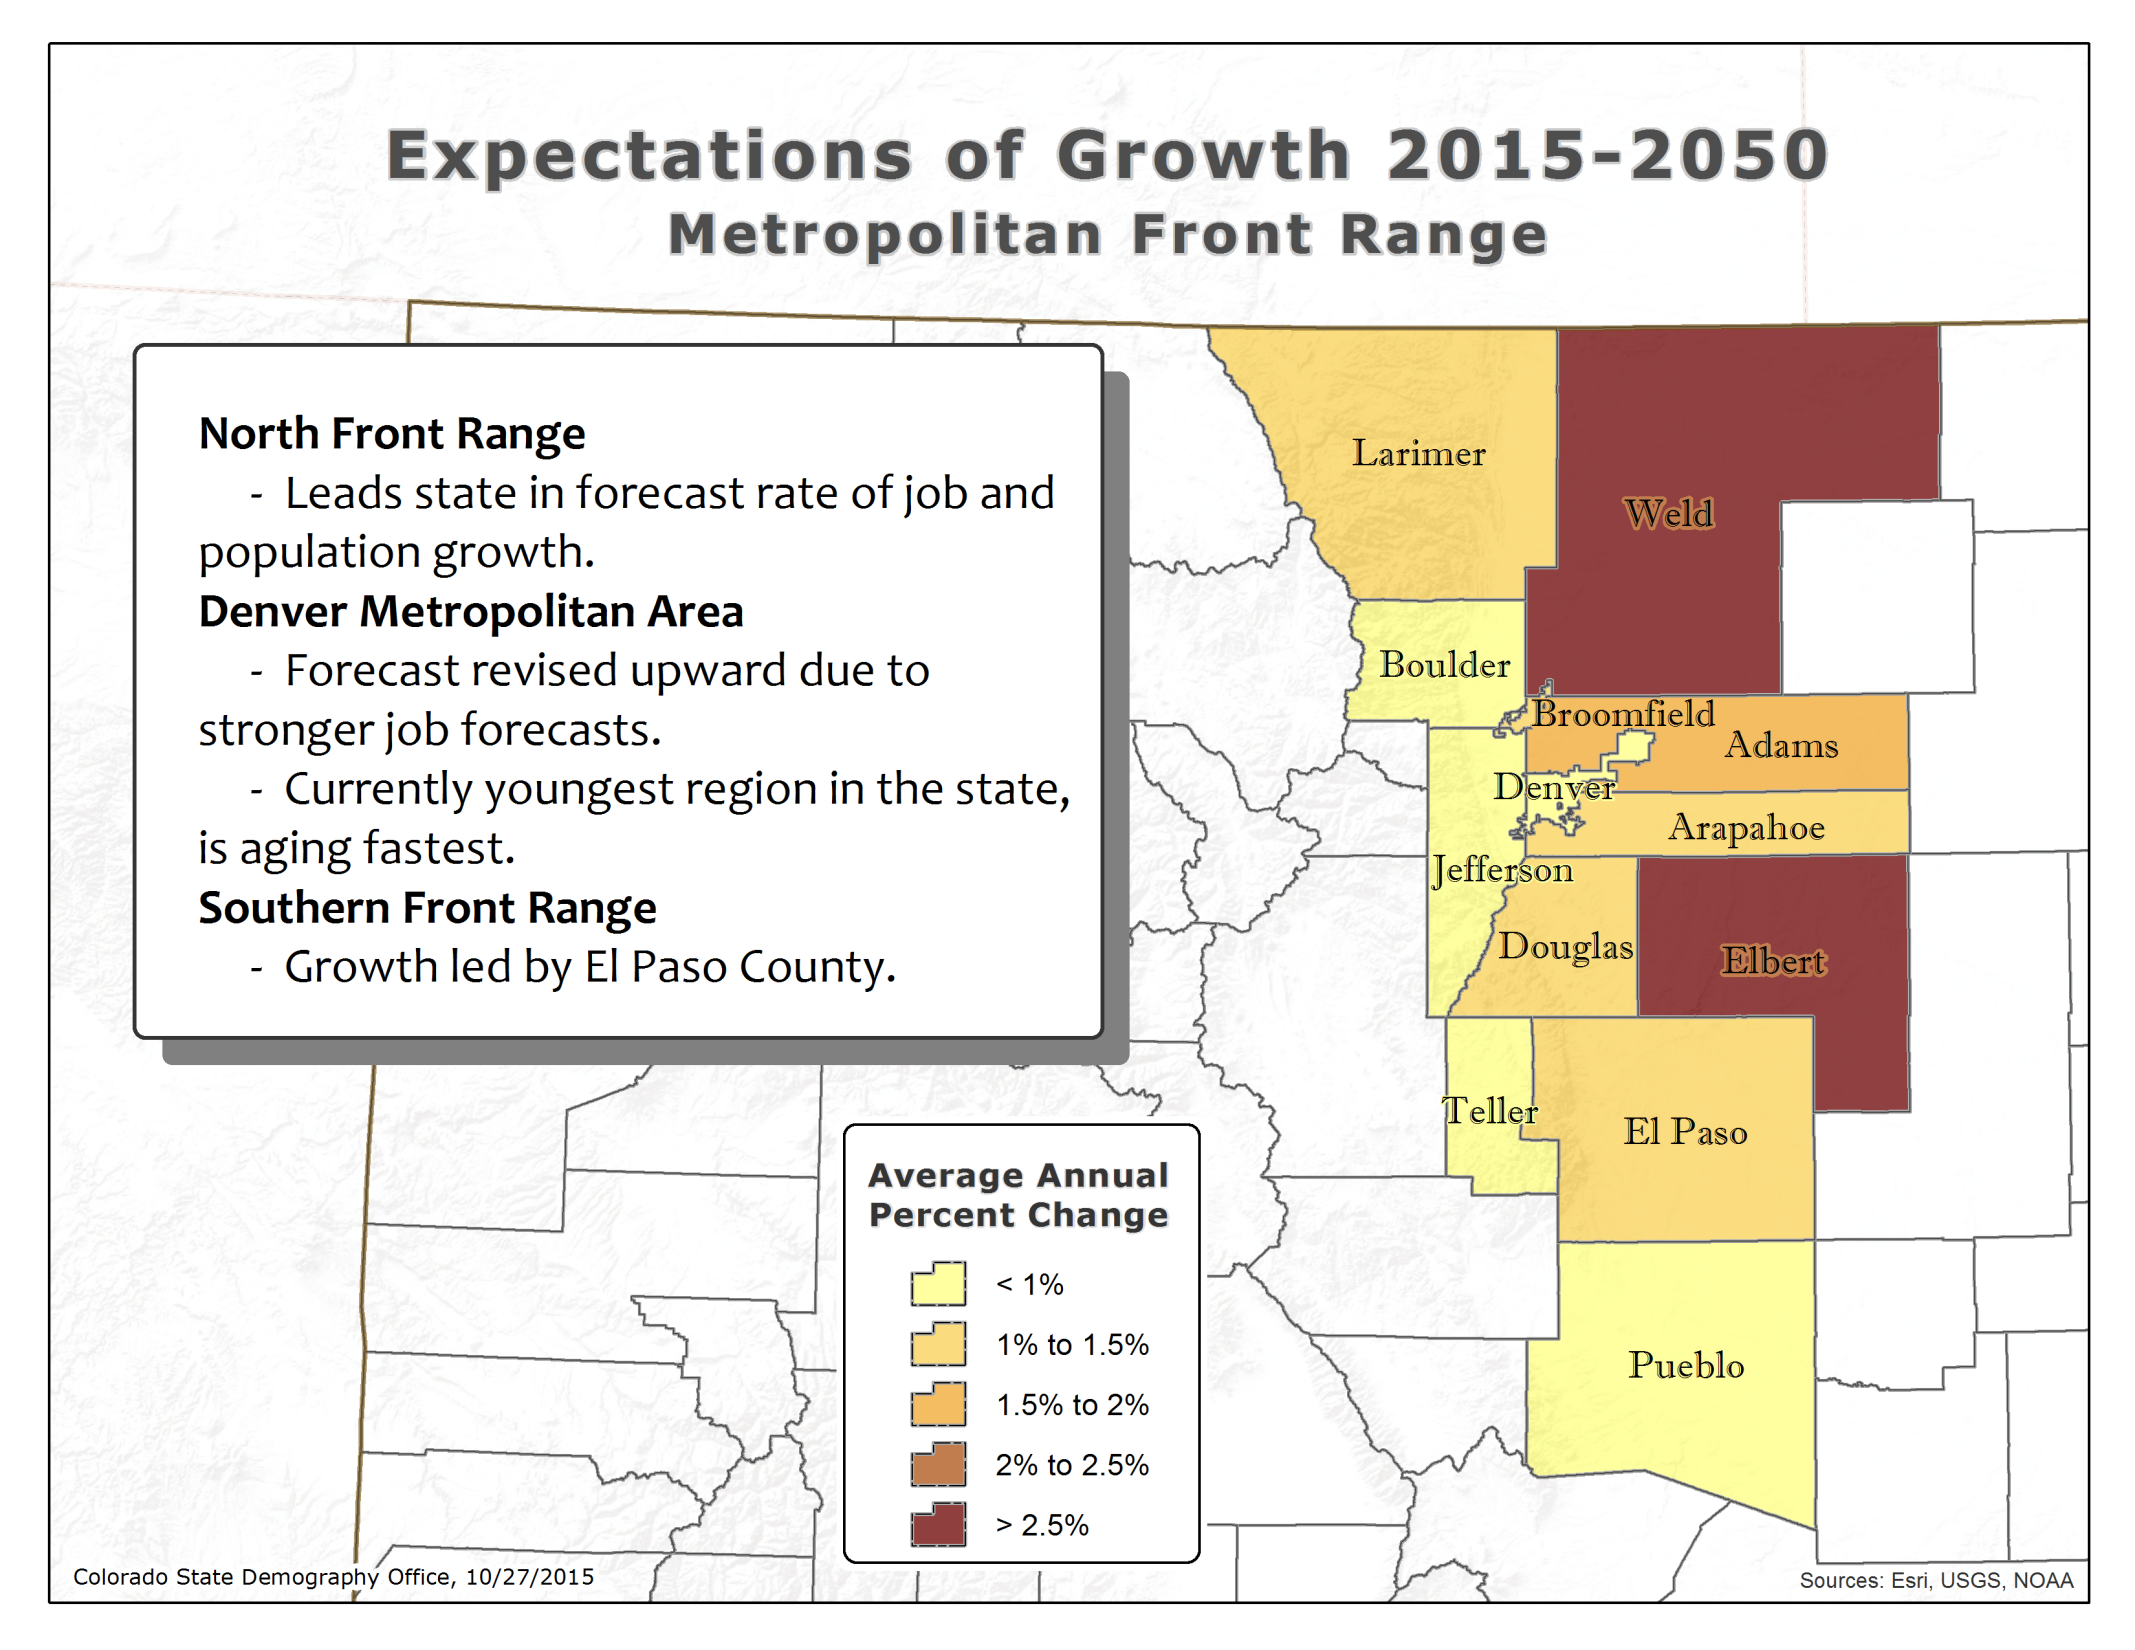 Expectations of Growth 2015-2050
Metropolitan Front Range
North Front Range
- Leads state in forecast rate of job and
population growth.
Denver Metropolitan Area
- Forecast revised upward due to
stronger job forecasts.
- Currently youngest region in the state,
is aging fastest.
Southern Front Range
- Growth led by El Paso County.
Larimer
Weld
Boulder
Broomfield
Adams
Denver
Arapahoe
Jefferson
Douglas
Elbert
Teller
El Paso
Pueblo
Average Annual
Percent Change
< 1%
1% to 1.5%
1.5% to 2%
2% to 2.5%
> 2.5%
Colorado State Demography Office, 10/27/2015
Sources: Esri, USGS, NOAA